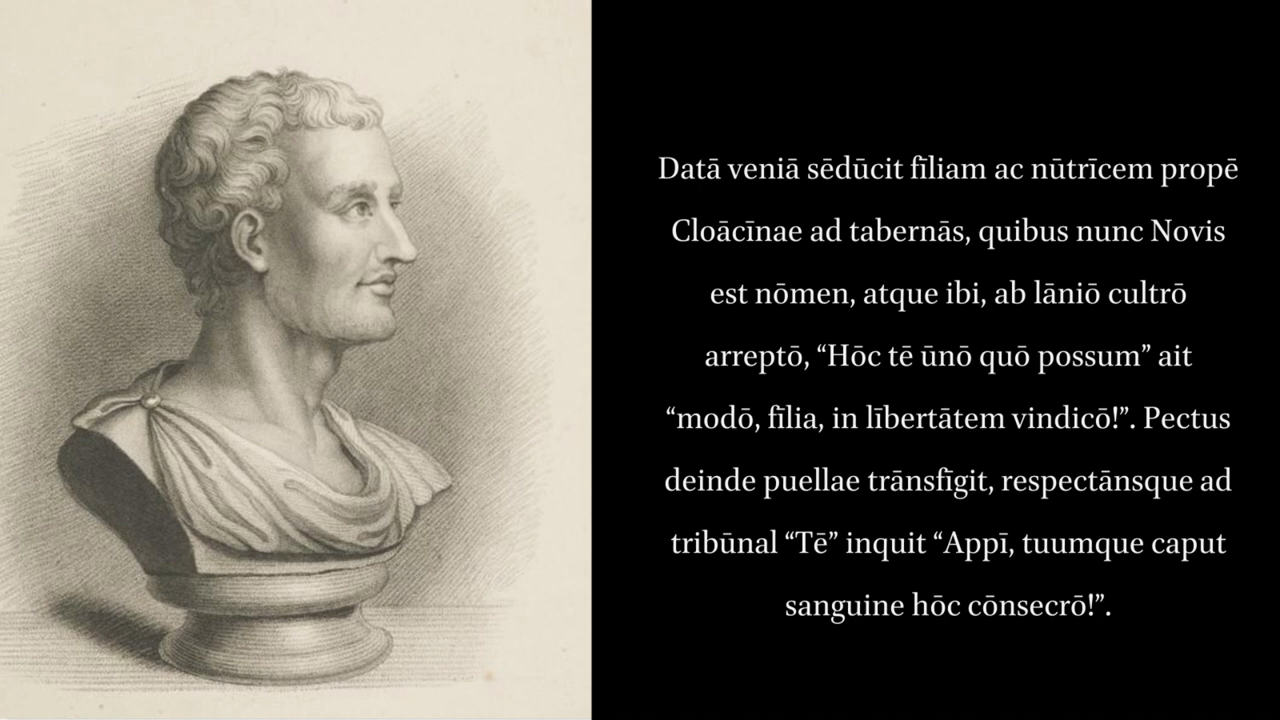 Datā veniā sēdūcit fīliam ac nūtrīcem propē
Cloācīnae ad tabernās, quibus nunc Novis
est nōmen, atque ibi, ab lāniō cultrō
arreptō, “Hōc tē ūnō quō possum” ait
“modō, fīlia, in lībertātem vindicō!”. Pectus
deinde puellae trānsfīgit, respectānsque ad
tribūnal “Tē” inquit “Appī, tuumque caput
sanguine hōc cōnsecrō!”.